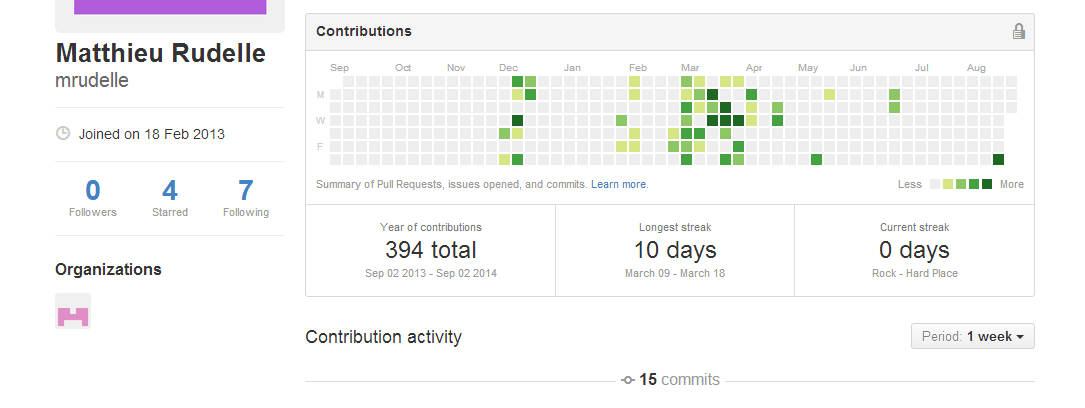 Matthieu Rudelle
mrudelle
Joined on 18 Feb 2013
0 4 7
Followers Starred Following
Organizations
Contributions
Sep Oct Nov Dec Jan Feb Mar Apr May Jun Jul Aug
M
W
F
Summary of Pull Requests, issues opened, and commits. Learn more. Less More
Year of contributions Longest streak Current streak
394 total 10 days 0 days
Sep 02 2013 - Sep 02 2014 March 09 - March 18 Rock - Hard Place
Contribution activity Period: 1 week
15 commits